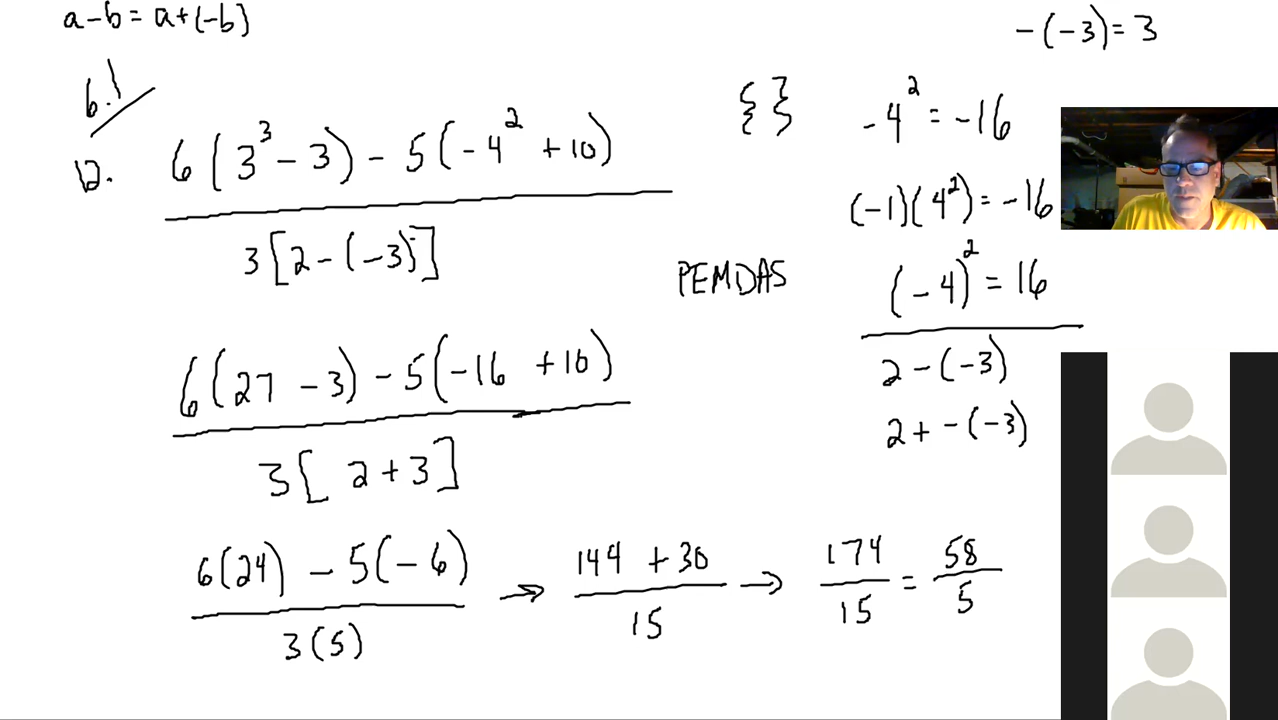 a-b = a+(-b)
6.1
12.
6(3³ - 3) - 5(-4² + 10)
3[2 - (-3)]
6(27 - 3) - 5(-16 + 10)
3[ 2 + 3 ]
6(24) - 5(-6)
3(5)
→
144 + 30
15
→
174
15
=
58
5
{ }
PEMDAS
-(-3) = 3
-4² = -16
(-1)(4²) = -16
(-4)² = 16
2 - (-3)
2 + -(-3)